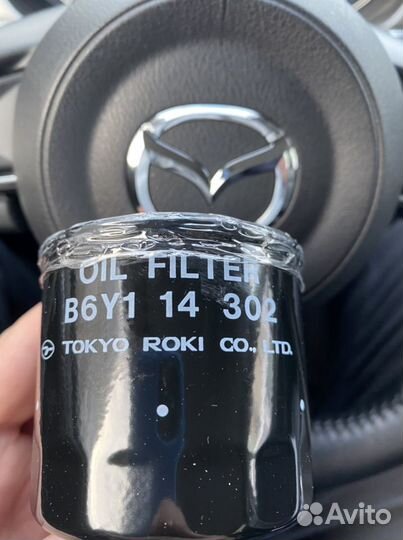 OIL FILTER
B6Y1 14 302
TOKYO ROKI CO., LTD.
Avito